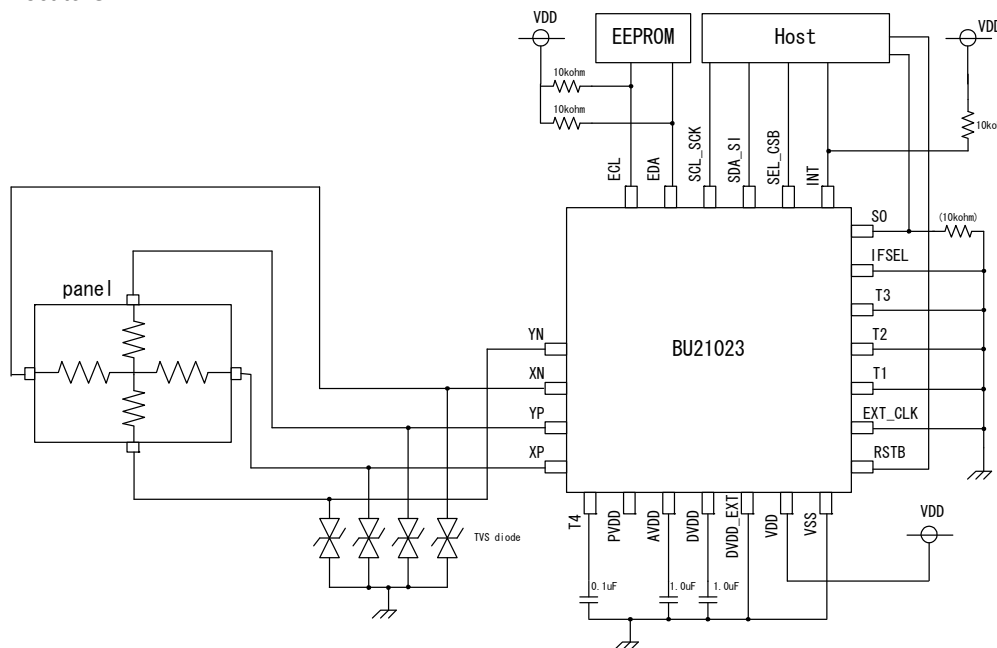 VDD
EEPROM
Host
VDD
10kohm
10kohm
10ko
ECL
EDA
SCL_SCK
SDA_SI
SEL_CSB
INT
SO
(10kohm)
IFSEL
T3
T2
T1
EXT_CLK
RSTB
panel
BU21023
YN
XN
YP
XP
T4
PVDD
AVDD
DVDD
DVDD_EXT
VDD
VSS
VDD
TVS diode
0.1uF
1.0uF
1.0uF